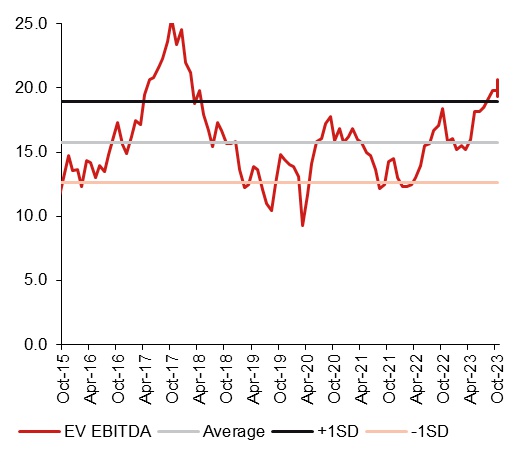 25.0
20.0
15.0
10.0
5.0
0.0
Oct-15
Apr-16
Oct-16
Apr-17
Oct-17
Apr-18
Oct-18
Apr-19
Oct-19
Apr-20
Oct-20
Apr-21
Oct-21
Apr-22
Oct-22
Apr-23
Oct-23
EV EBITDA Average +1SD -1SD